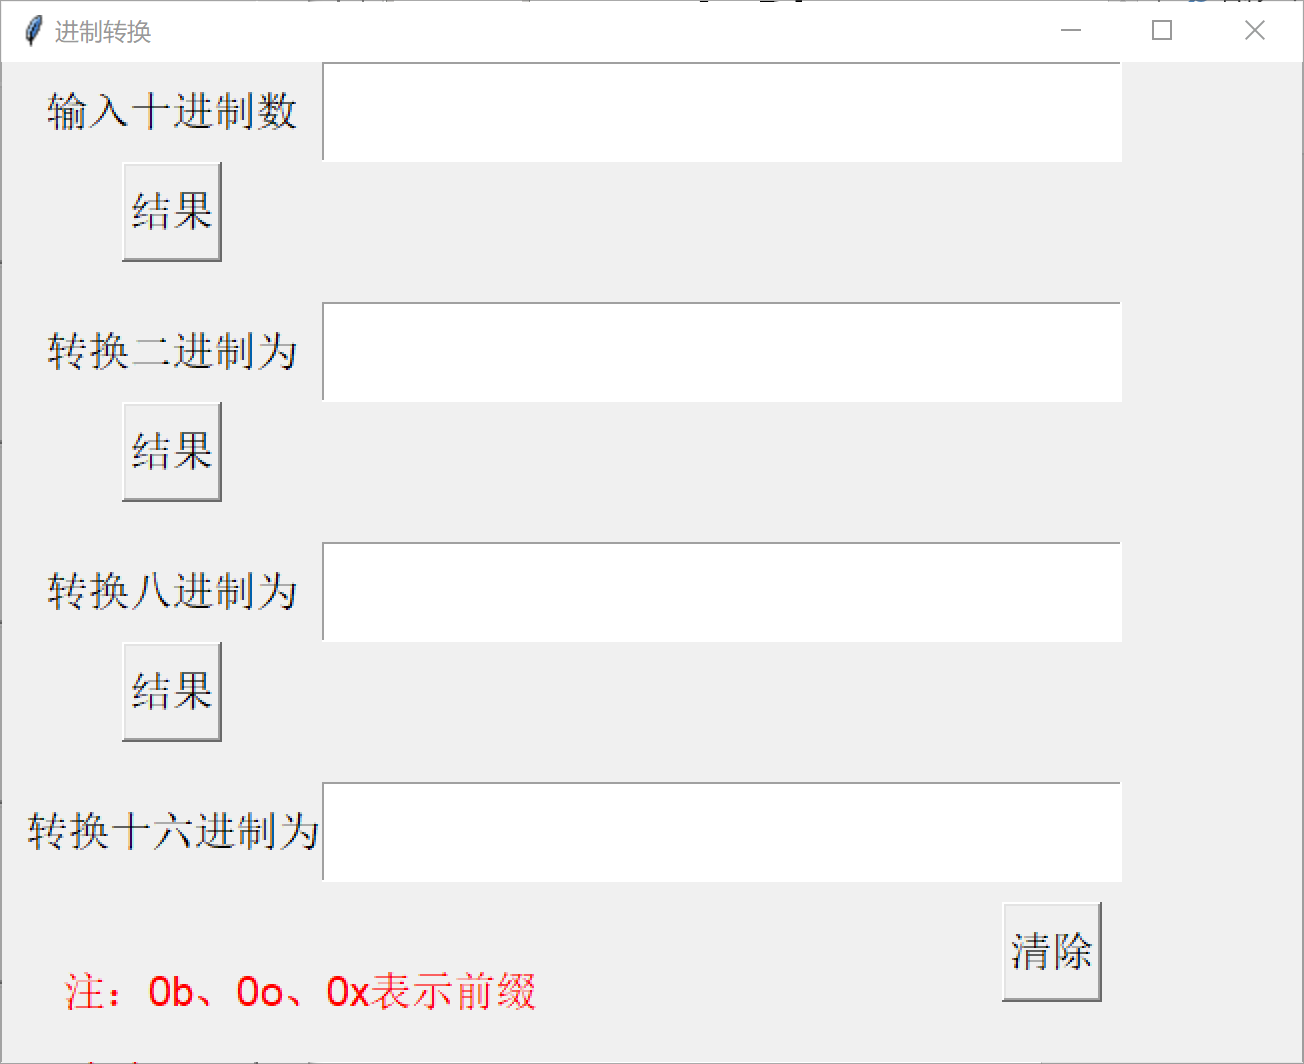 进制转换
输入十进制数
结果
转换二进制为
结果
转换八进制为
结果
转换十六进制为
清除
注：0b、0o、0x表示前缀